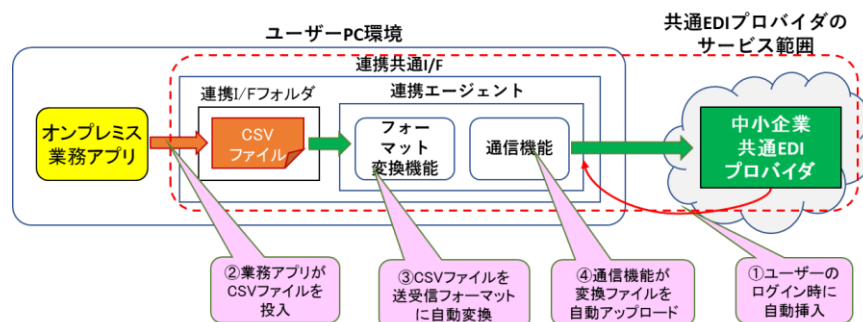 ユーザーPC環境
共通EDIプロバイダの
サービス範囲
連携共通I/F
連携I/Fフォルダ
連携エージェント
オンプレミス
業務アプリ
CSV
ファイル
フォー
マット
変換機能
通信機能
中小企業
共通EDI
プロバイダ
②業務アプリが
CSVファイルを
投入
③CSVファイルを
送受信フォーマット
に自動変換
④通信機能が
変換ファイルを
自動アップロード
①ユーザーの
ログイン時に
自動挿入